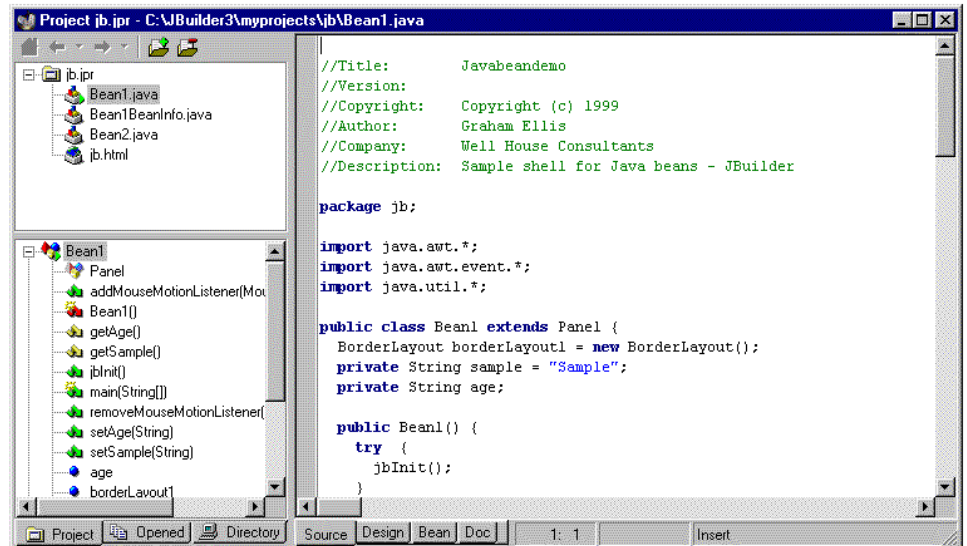 Project jb.jpr - C:\JBuilder3\myprojects\jb\Bean1.java
jb.jpr
Bean1.java
Bean1BeanInfo.java
Bean2.java
jb.html
Bean1
Panel
addMouseMotionListener(Mou
Bean1()
getAge()
getSample()
jbInit()
main(String[])
removeMouseMotionListener(
setAge(String)
setSample(String)
age
borderLayout1
Project Opened Directory
//Title: Javabeandemo
//Version:
//Copyright: Copyright (c) 1999
//Author: Graham Ellis
//Company: Well House Consultants
//Description: Sample shell for Java beans - JBuilder
package jb;
import java.awt.*;
import java.awt.event.*;
import java.util.*;
public class Bean1 extends Panel {
BorderLayout borderLayout1 = new BorderLayout();
private String sample = "Sample";
private String age;
public Bean1() {
try {
jbInit();
}
Source Design Bean Doc 1: 1 Insert